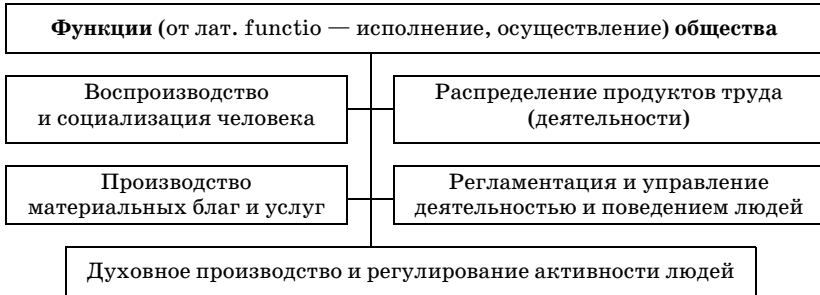 Функции (от лат. functio — исполнение, осуществление) общества
Воспроизводство
и социализация человека
Распределение продуктов труда
(деятельности)
Производство
материальных благ и услуг
Регламентация и управление
деятельностью и поведением людей
Духовное производство и регулирование активности людей